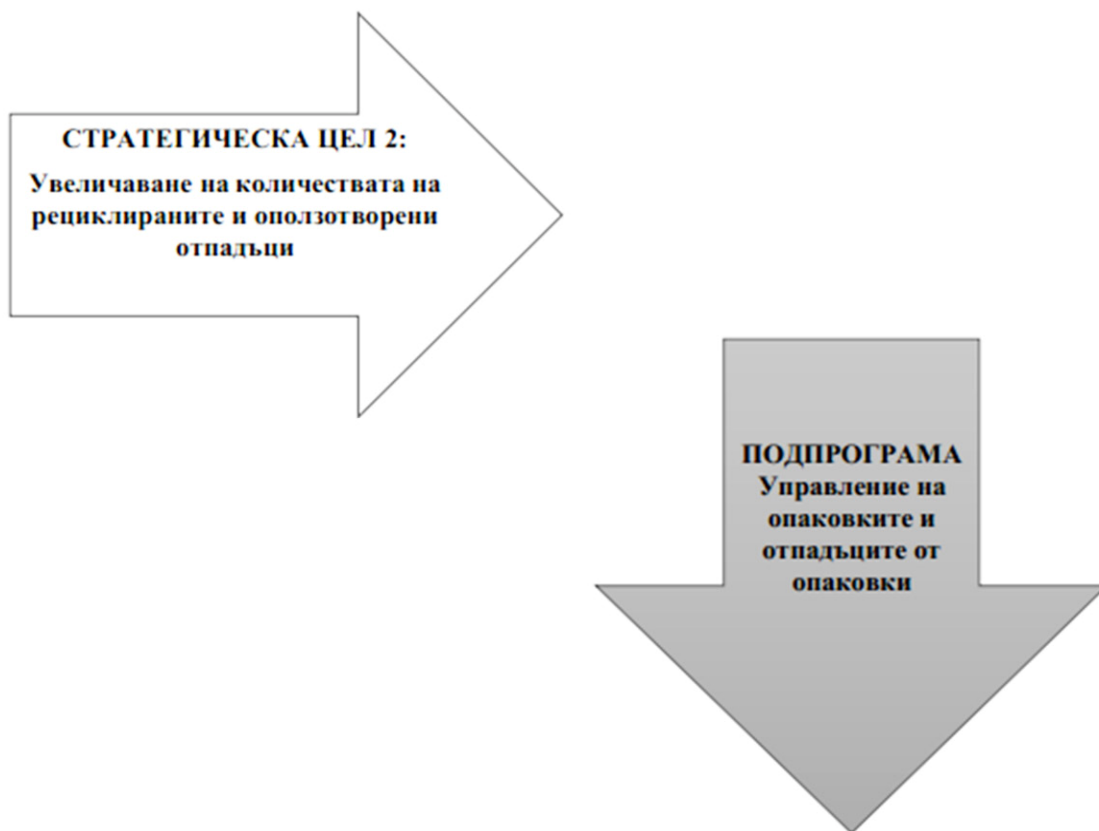 СТРАТЕГИЧЕСКА ЦЕЛ 2:
Увеличаване на количествата на
рециклираните и оползотворени
отпадъци
ПОДПРОГРАМА
Управление на
опаковките и
отпадъците от
опаковки